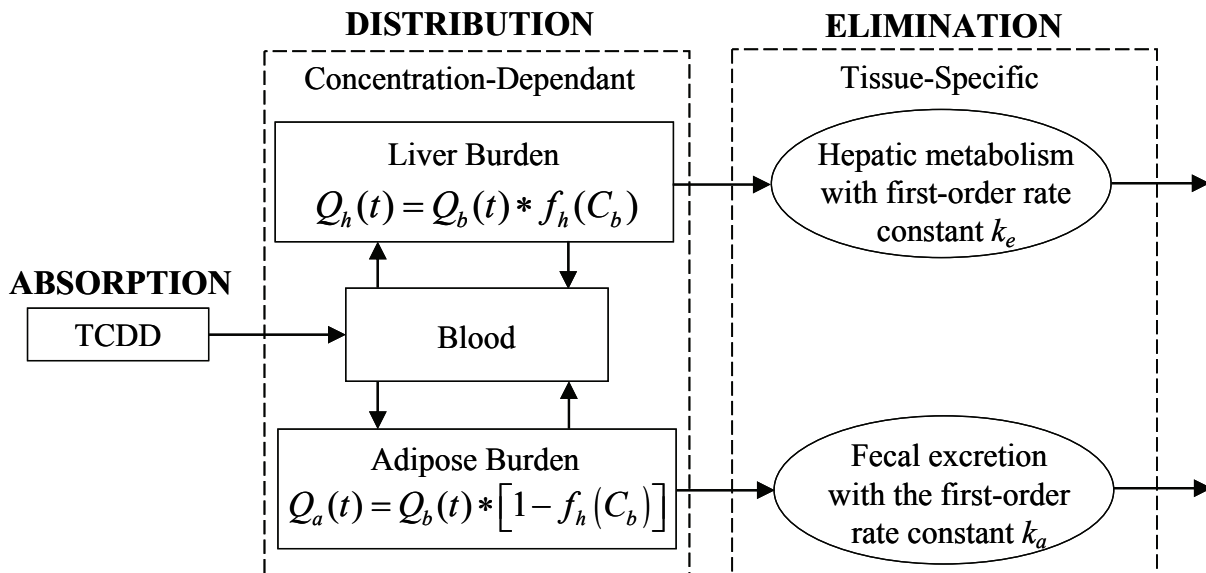 DISTRIBUTION
Concentration-Dependant
Liver Burden
Q_h(t) = Q_b(t) * f_h(C_b)
ABSORPTION
TCDD
Blood
Adipose Burden
Q_a(t) = Q_b(t) * [1 − f_h(C_b)]
ELIMINATION
Tissue-Specific
Hepatic metabolism
with first-order rate
constant k_e
Fecal excretion
with the first-order
rate constant k_a